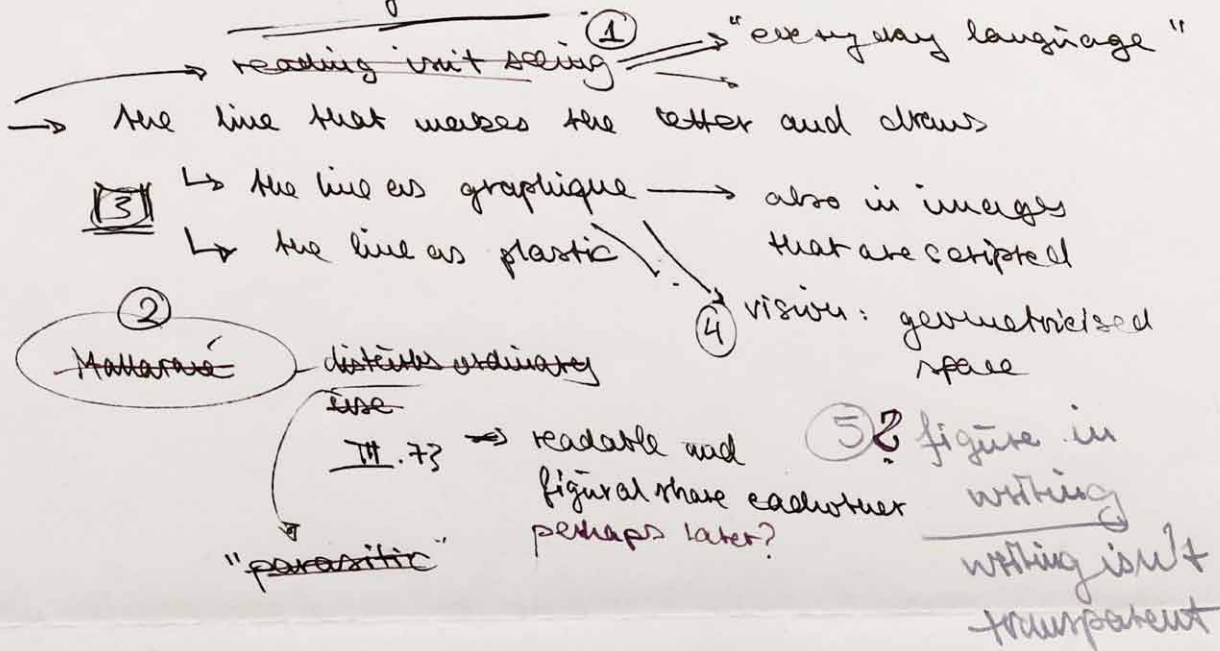 ①
reading isn't seeing → "everyday language"
→ the line that makes the letter and draws
3 ↳ the line as graphique → also in images
that are scripted
↳ the line as plastic
④ vision: geometricised
space
②
Mallarmé disturbs ordinary
use
III.73 → readable and
figural share eachother
perhaps later?
"parasitic"
⑤? figure in
writing
writing isn't
transparent